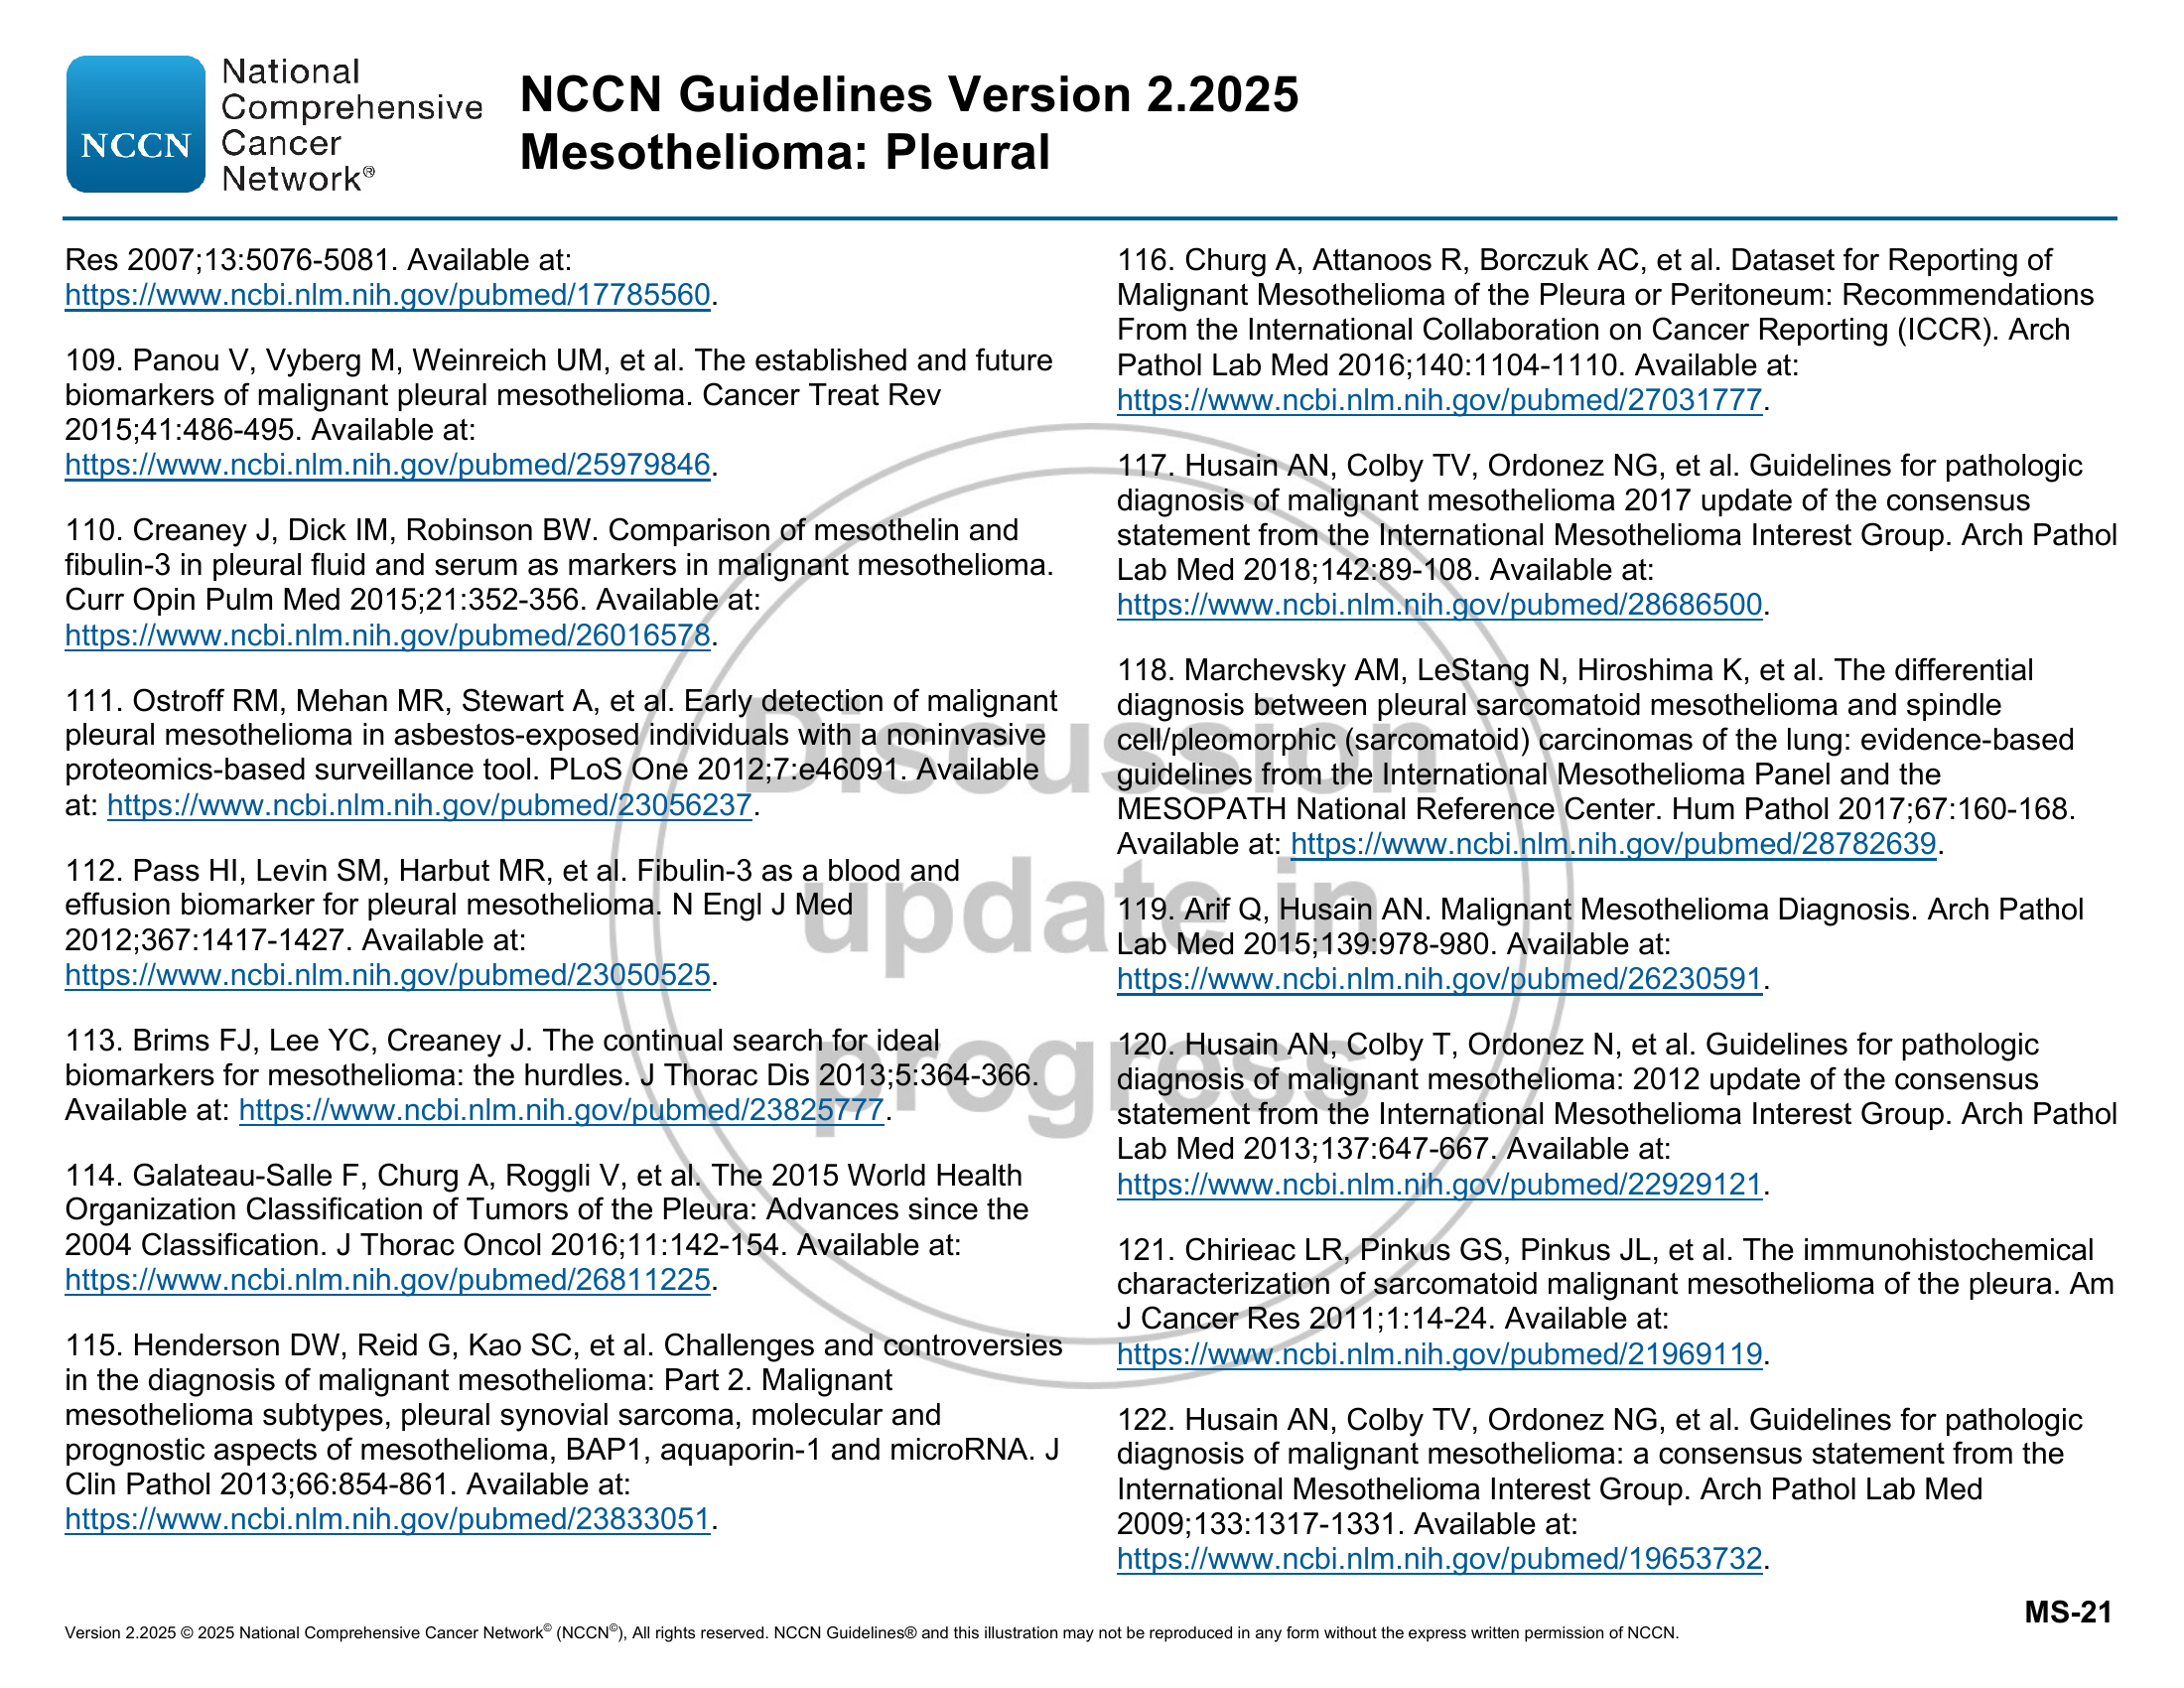 National
Comprehensive
Cancer
Network®
NCCN
NCCN Guidelines Version 2.2025
Mesothelioma: Pleural
Res 2007;13:5076-5081. Available at:
https://www.ncbi.nlm.nih.gov/pubmed/17785560.
109. Panou V, Vyberg M, Weinreich UM, et al. The established and future
biomarkers of malignant pleural mesothelioma. Cancer Treat Rev
2015;41:486-495. Available at:
https://www.ncbi.nlm.nih.gov/pubmed/25979846.
110. Creaney J, Dick IM, Robinson BW. Comparison of mesothelin and
fibulin-3 in pleural fluid and serum as markers in malignant mesothelioma.
Curr Opin Pulm Med 2015;21:352-356. Available at:
https://www.ncbi.nlm.nih.gov/pubmed/26016578.
111. Ostroff RM, Mehan MR, Stewart A, et al. Early detection of malignant
pleural mesothelioma in asbestos-exposed individuals with a noninvasive
proteomics-based surveillance tool. PLoS One 2012;7:e46091. Available
at: https://www.ncbi.nlm.nih.gov/pubmed/23056237.
112. Pass HI, Levin SM, Harbut MR, et al. Fibulin-3 as a blood and
effusion biomarker for pleural mesothelioma. N Engl J Med
2012;367:1417-1427. Available at:
https://www.ncbi.nlm.nih.gov/pubmed/23050525.
113. Brims FJ, Lee YC, Creaney J. The continual search for ideal
biomarkers for mesothelioma: the hurdles. J Thorac Dis 2013;5:364-366.
Available at: https://www.ncbi.nlm.nih.gov/pubmed/23825777.
114. Galateau-Salle F, Churg A, Roggli V, et al. The 2015 World Health
Organization Classification of Tumors of the Pleura: Advances since the
2004 Classification. J Thorac Oncol 2016;11:142-154. Available at:
https://www.ncbi.nlm.nih.gov/pubmed/26811225.
115. Henderson DW, Reid G, Kao SC, et al. Challenges and controversies
in the diagnosis of malignant mesothelioma: Part 2. Malignant
mesothelioma subtypes, pleural synovial sarcoma, molecular and
prognostic aspects of mesothelioma, BAP1, aquaporin-1 and microRNA. J
Clin Pathol 2013;66:854-861. Available at:
https://www.ncbi.nlm.nih.gov/pubmed/23833051.
116. Churg A, Attanoos R, Borczuk AC, et al. Dataset for Reporting of
Malignant Mesothelioma of the Pleura or Peritoneum: Recommendations
From the International Collaboration on Cancer Reporting (ICCR). Arch
Pathol Lab Med 2016;140:1104-1110. Available at:
https://www.ncbi.nlm.nih.gov/pubmed/27031777.
117. Husain AN, Colby TV, Ordonez NG, et al. Guidelines for pathologic
diagnosis of malignant mesothelioma 2017 update of the consensus
statement from the International Mesothelioma Interest Group. Arch Pathol
Lab Med 2018;142:89-108. Available at:
https://www.ncbi.nlm.nih.gov/pubmed/28686500.
118. Marchevsky AM, LeStang N, Hiroshima K, et al. The differential
diagnosis between pleural sarcomatoid mesothelioma and spindle
cell/pleomorphic (sarcomatoid) carcinomas of the lung: evidence-based
guidelines from the International Mesothelioma Panel and the
MESOPATH National Reference Center. Hum Pathol 2017;67:160-168.
Available at: https://www.ncbi.nlm.nih.gov/pubmed/28782639.
119. Arif Q, Husain AN. Malignant Mesothelioma Diagnosis. Arch Pathol
Lab Med 2015;139:978-980. Available at:
https://www.ncbi.nlm.nih.gov/pubmed/26230591.
120. Husain AN, Colby T, Ordonez N, et al. Guidelines for pathologic
diagnosis of malignant mesothelioma: 2012 update of the consensus
statement from the International Mesothelioma Interest Group. Arch Pathol
Lab Med 2013;137:647-667. Available at:
https://www.ncbi.nlm.nih.gov/pubmed/22929121.
121. Chirieac LR, Pinkus GS, Pinkus JL, et al. The immunohistochemical
characterization of sarcomatoid malignant mesothelioma of the pleura. Am
J Cancer Res 2011;1:14-24. Available at:
https://www.ncbi.nlm.nih.gov/pubmed/21969119.
122. Husain AN, Colby TV, Ordonez NG, et al. Guidelines for pathologic
diagnosis of malignant mesothelioma: a consensus statement from the
International Mesothelioma Interest Group. Arch Pathol Lab Med
2009;133:1317-1331. Available at:
https://www.ncbi.nlm.nih.gov/pubmed/19653732.
Discussion
update in
progress
MS-21
Version 2.2025 © 2025 National Comprehensive Cancer Network© (NCCN©), All rights reserved. NCCN Guidelines® and this illustration may not be reproduced in any form without the express written permission of NCCN.